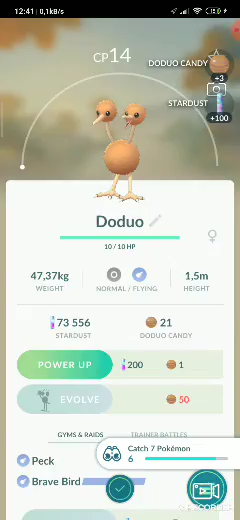 12:41 | 0,1kB/s
CP14
DODUO CANDY
+3
STARDUST
+100
Doduo
10 / 10 HP
47,37kg
WEIGHT
NORMAL / FLYING
1,5m
HEIGHT
73 556
STARDUST
21
DODUO CANDY
POWER UP
200
1
EVOLVE
50
GYMS & RAIDS
TRAINER BATTLES
Catch 7 Pokémon
6
Peck
Brave Bird